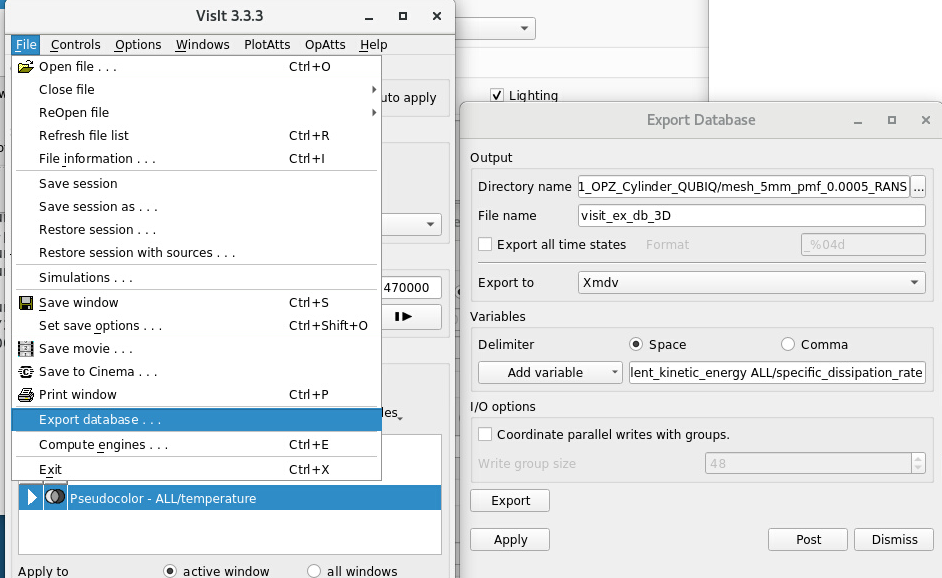 VisIt 3.3.3
File Controls Options Windows PlotAtts OpAtts Help
Open file . . . Ctrl+O
Close file
ReOpen file
Refresh file list Ctrl+R
File information . . . Ctrl+I
Save session
Save session as . . .
Restore session . . .
Restore session with sources . . .
Simulations . . .
Save window Ctrl+S
Set save options . . . Ctrl+Shift+O
Save movie . . .
Save to Cinema . . .
Print window Ctrl+P
Export database . . .
Compute engines . . . Ctrl+E
Exit Ctrl+X
uto apply
470000
les
Pseudocolor - ALL/temperature
Apply to active window all windows
Lighting
Export Database
Output
Directory name 1_OPZ_Cylinder_QUBIQ/mesh_5mm_pmf_0.0005_RANS ...
File name visit_ex_db_3D
Export all time states Format _%04d
Export to Xmdv
Variables
Delimiter Space Comma
Add variable lent_kinetic_energy ALL/specific_dissipation_rate
I/O options
Coordinate parallel writes with groups.
Write group size 48
Export
Apply Post Dismiss